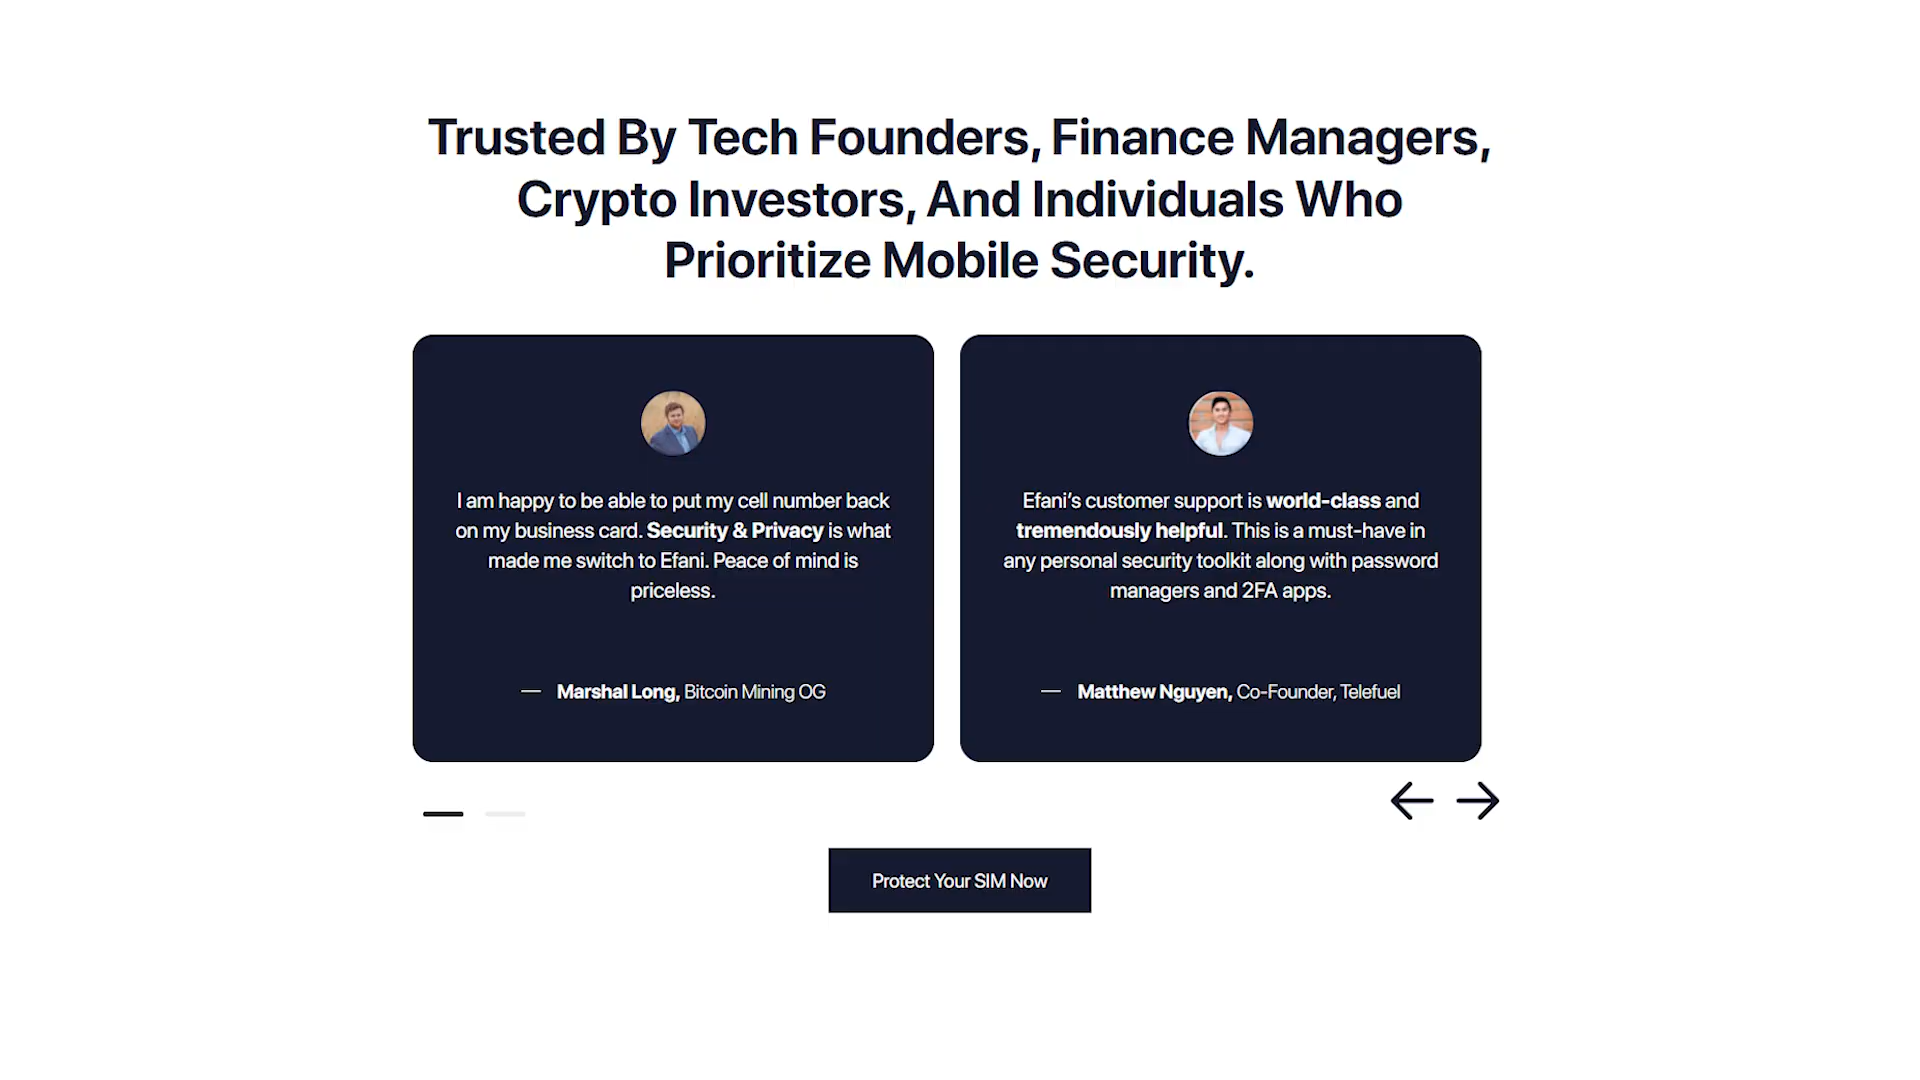 Trusted By Tech Founders, Finance Managers,
Crypto Investors, And Individuals Who
Prioritize Mobile Security.
I am happy to be able to put my cell number back
on my business card. Security & Privacy is what
made me switch to Efani. Peace of mind is
priceless.
— Marshal Long, Bitcoin Mining OG
Efani’s customer support is world-class and
tremendously helpful. This is a must-have in
any personal security toolkit along with password
managers and 2FA apps.
— Matthew Nguyen, Co-Founder, Telefuel
Protect Your SIM Now